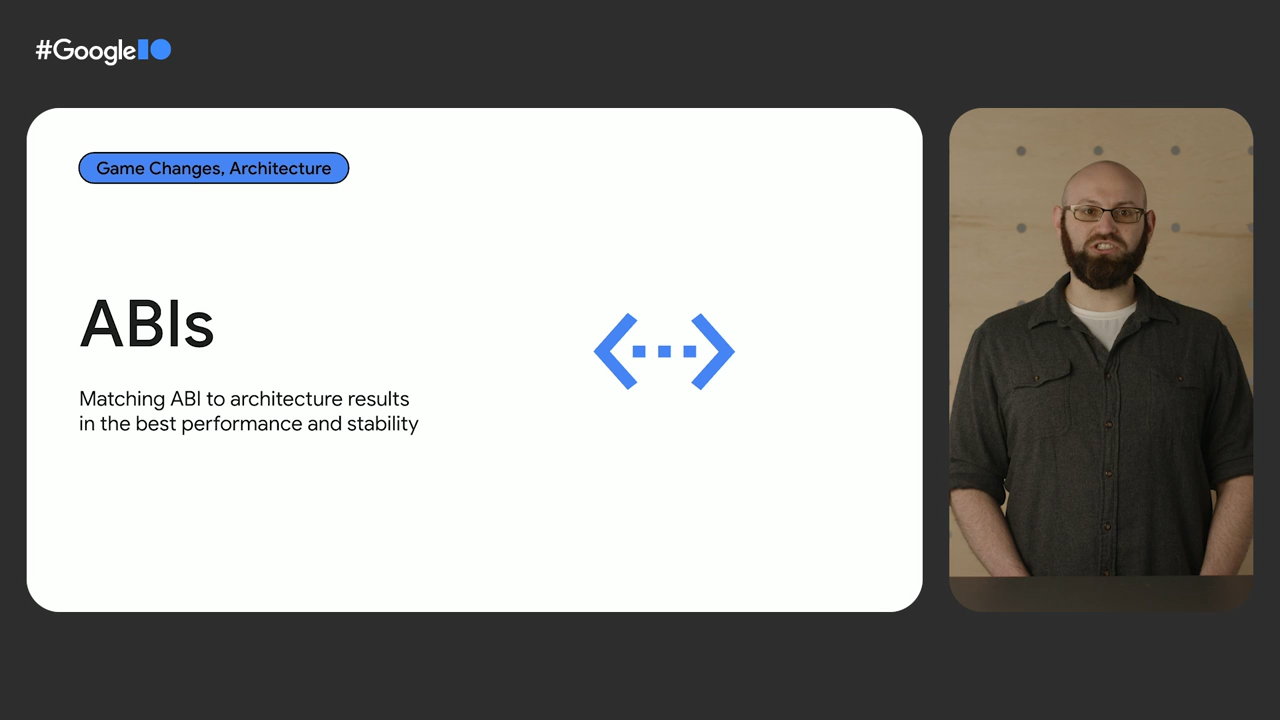 #GoogleIO
Game Changes, Architecture
ABIs
Matching ABI to architecture results
in the best performance and stability